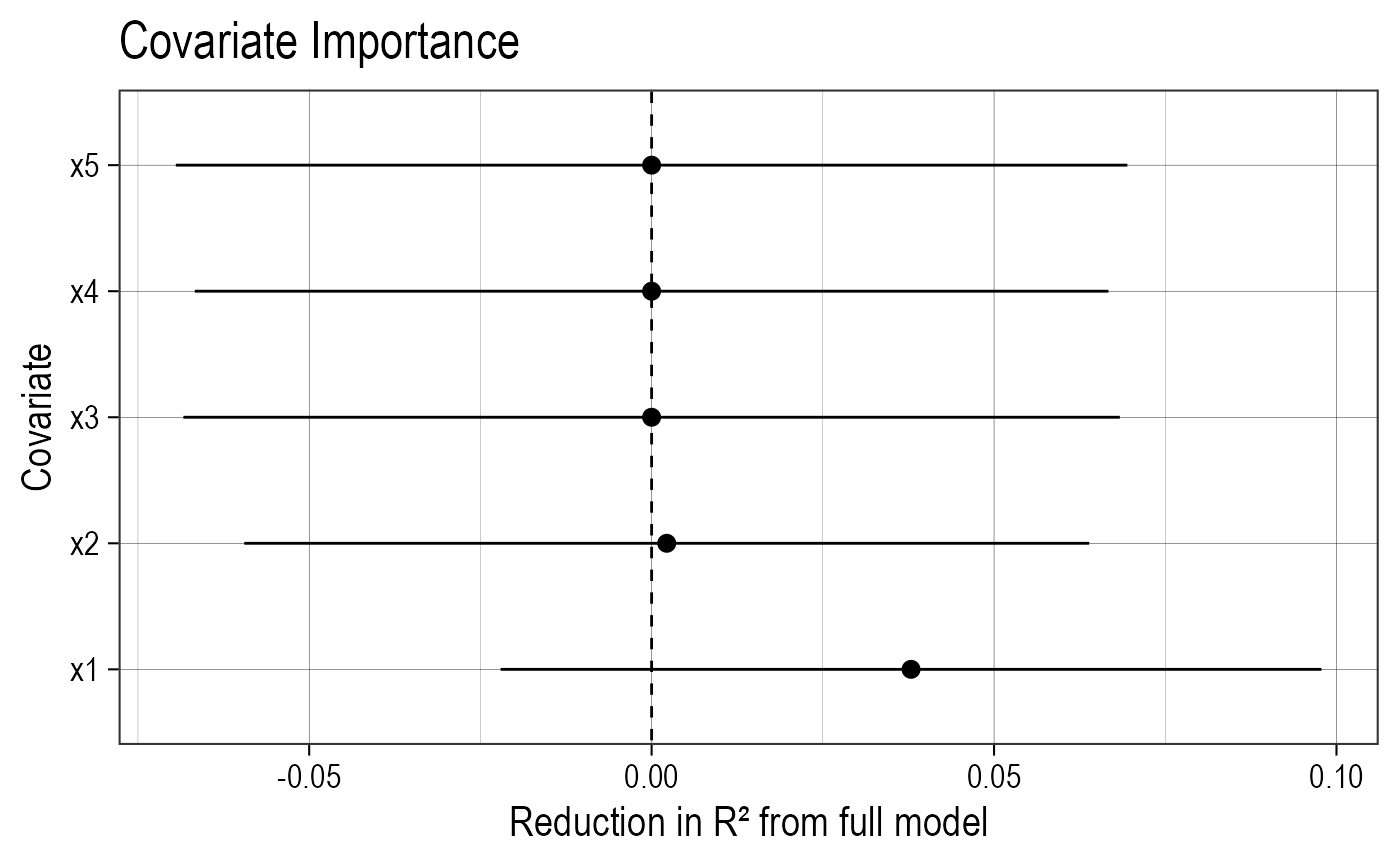 Covariate Importance
x5
x4
x3
x2
x1
Covariate
-0.05 0.00 0.05 0.10
Reduction in R² from full model